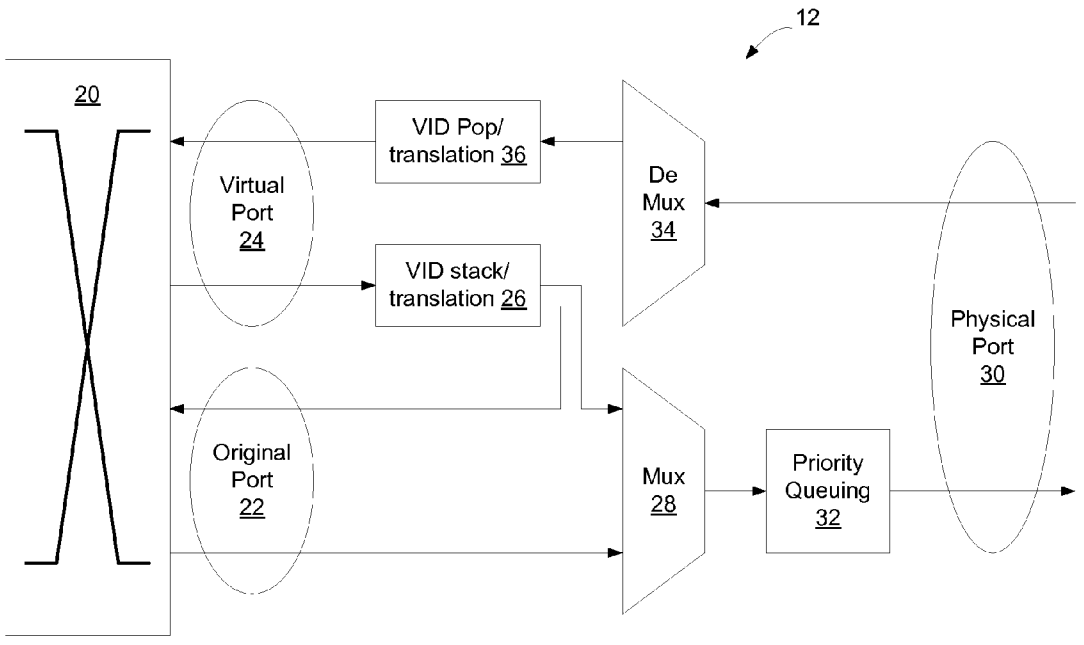 12
20
VID Pop/
translation 36
Virtual
Port
24
De
Mux
34
VID stack/
translation 26
Physical
Port
30
Original
Port
22
Mux
28
Priority
Queuing
32